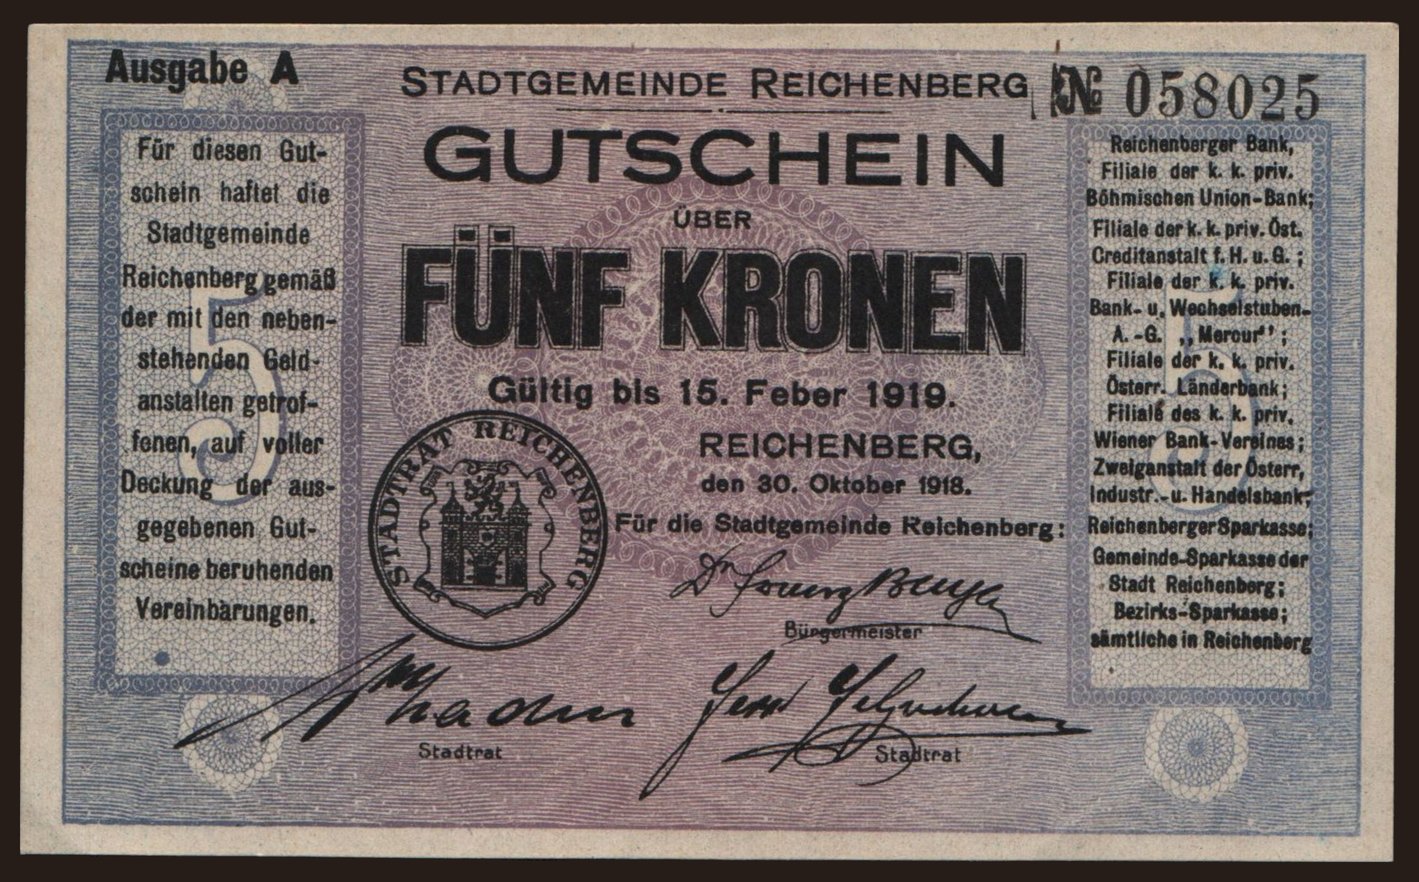 Ausgabe A
STADTGEMEINDE REICHENBERG
№ 058025
GUTSCHEIN
ÜBER
FÜNF KRONEN
Gültig bis 15. Feber 1919.
REICHENBERG,
den 30. Oktober 1918.
Für die Stadtgemeinde Reichenberg:
Bürgermeister
Stadtrat
Stadtrat
STADTRAT REICHENBERG
Für diesen Gut-
schein haftet die
Stadtgemeinde
Reichenberg gemäß
der mit den neben-
stehenden Geld-
anstalten getrof-
fenen, auf voller
Deckung der aus-
gegebenen Gut-
scheine beruhenden
Vereinbarungen.
5
Reichenberger Bank,
Filiale der k. k. priv.
Böhmischen Union-Bank;
Filiale der k. k. priv. Öst.
Creditanstalt f. H. u. G. ;
Filiale der k. k. priv.
Bank- u. Wechselstuben-
A. -G. „Mercur" ;
Filiale der k. k. priv.
Österr. Länderbank;
Filiale des k. k. priv.
Wiener Bank-Vereines;
Zweiganstalt der Österr,
Industr.-u. Handelsbank;
Reichenberger Sparkasse;
Gemeinde-Sparkasse der
Stadt Reichenberg;
Bezirks-Sparkasse;
sämtliche in Reichenberg
5